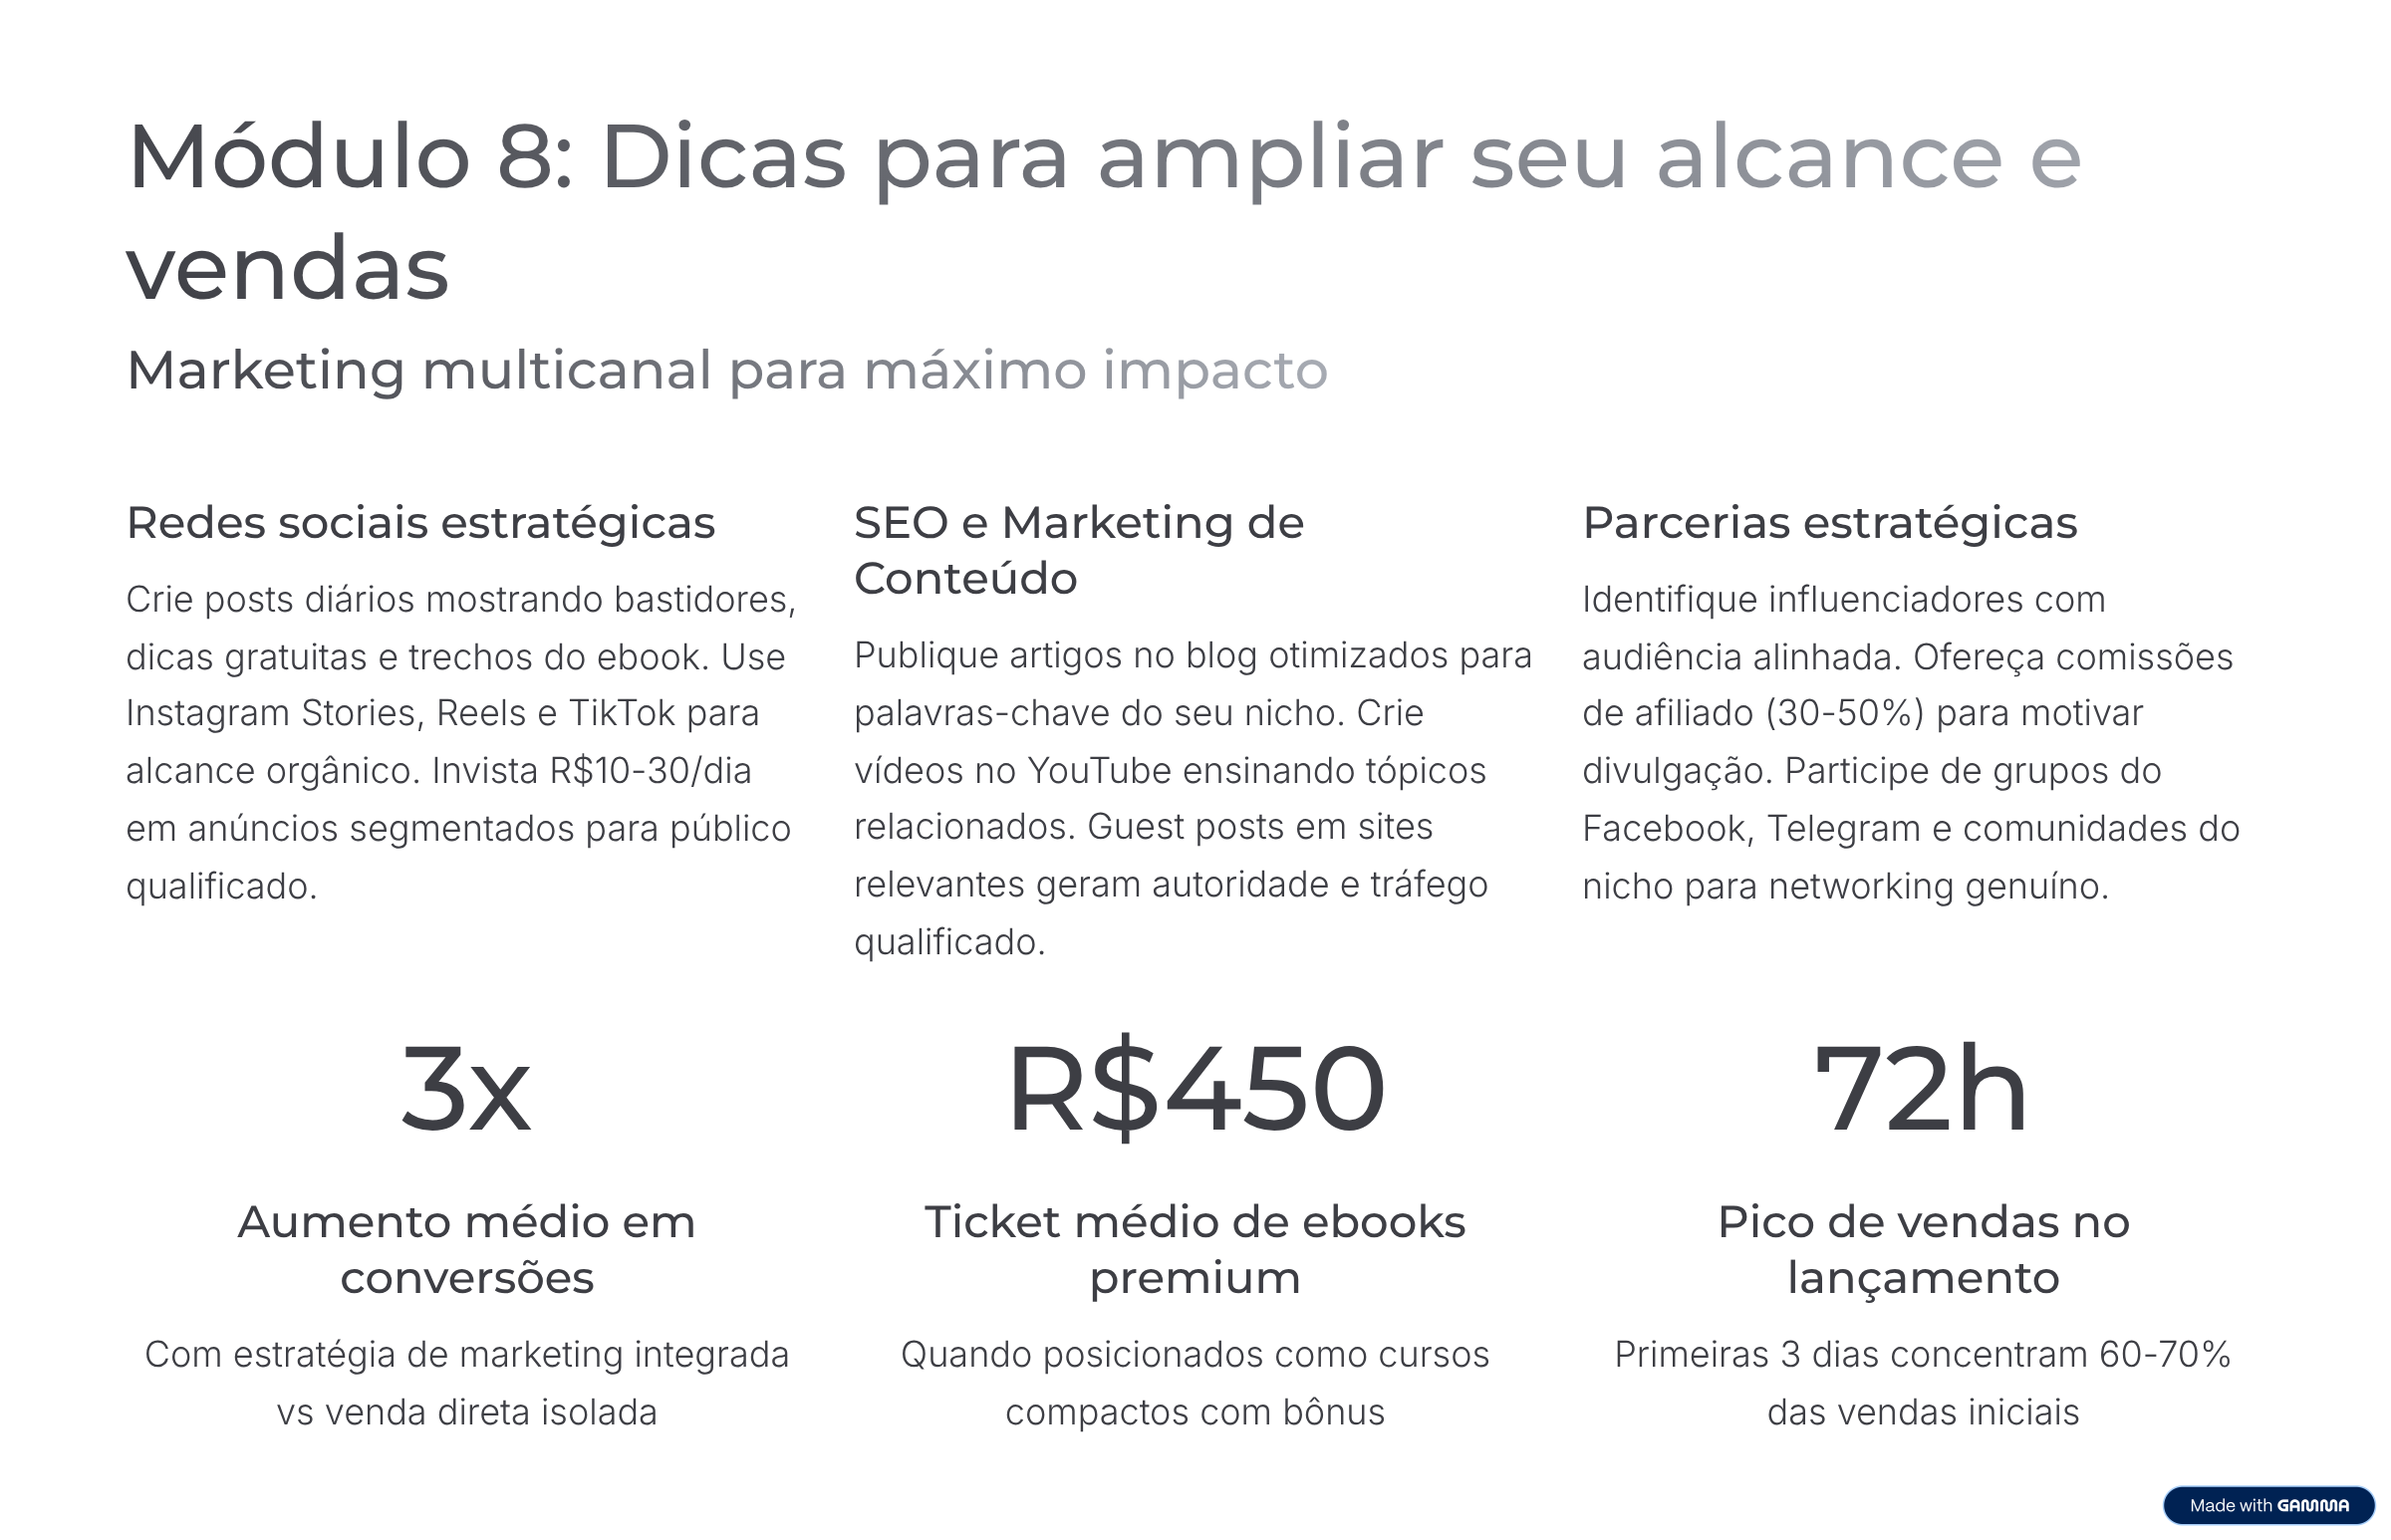 Módulo 8: Dicas para ampliar seu alcance e
vendas
Marketing multicanal para máximo impacto
Redes sociais estratégicas
Crie posts diários mostrando bastidores,
dicas gratuitas e trechos do ebook. Use
Instagram Stories, Reels e TikTok para
alcance orgânico. Invista R$10-30/dia
em anúncios segmentados para público
qualificado.
SEO e Marketing de
Conteúdo
Publique artigos no blog otimizados para
palavras-chave do seu nicho. Crie
vídeos no YouTube ensinando tópicos
relacionados. Guest posts em sites
relevantes geram autoridade e tráfego
qualificado.
Parcerias estratégicas
Identifique influenciadores com
audiência alinhada. Ofereça comissões
de afiliado (30-50%) para motivar
divulgação. Participe de grupos do
Facebook, Telegram e comunidades do
nicho para networking genuíno.
3x
Aumento médio em
conversões
Com estratégia de marketing integrada
vs venda direta isolada
R$450
Ticket médio de ebooks
premium
Quando posicionados como cursos
compactos com bônus
72h
Pico de vendas no
lançamento
Primeiras 3 dias concentram 60-70%
das vendas iniciais
Made with GAMMA